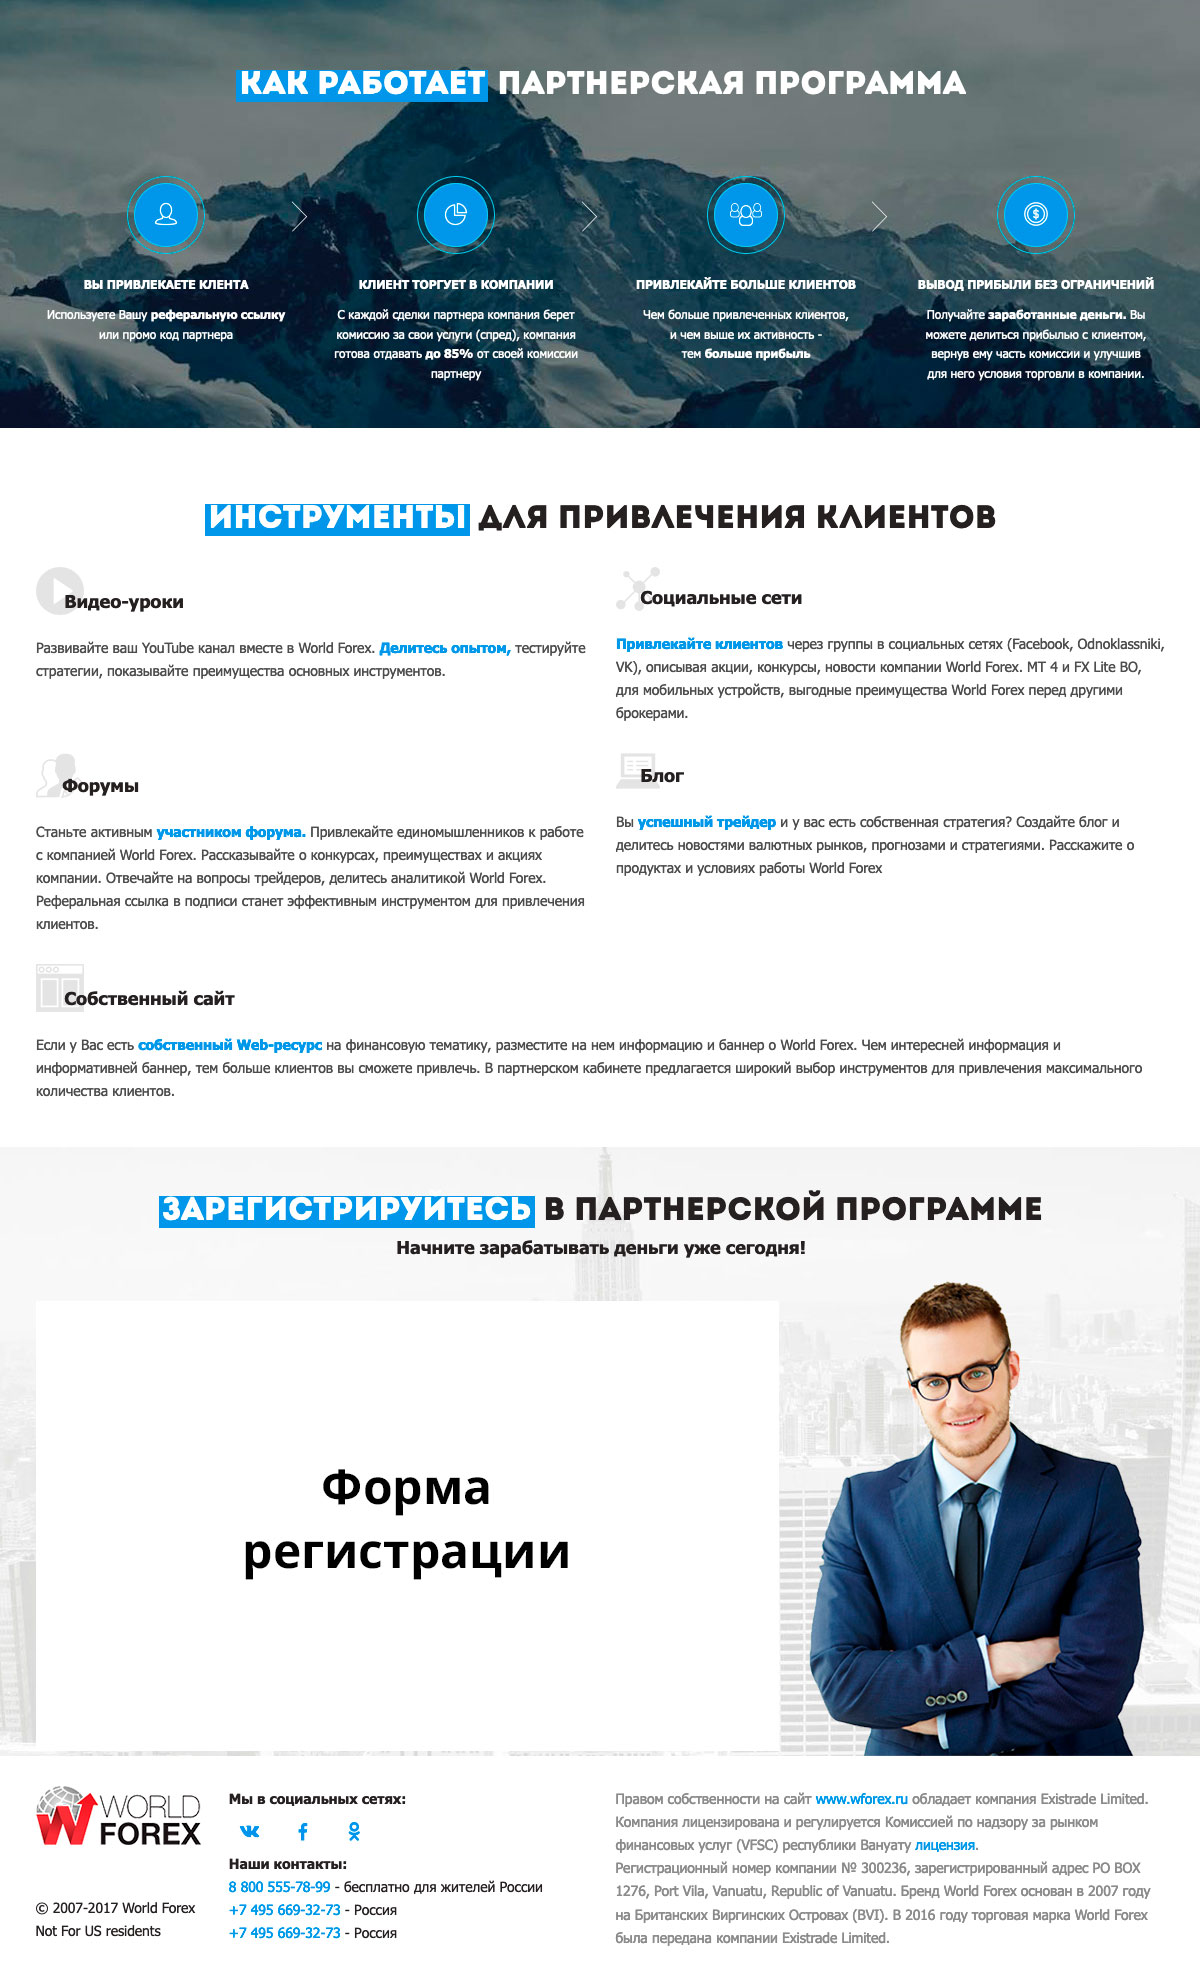 КАК РАБОТАЕТ ПАРТНЕРСКАЯ ПРОГРАММА
ВЫ ПРИВЛЕКАЕТЕ КЛЕНТА
Используете Вашу реферальную ссылку
или промо код партнера
КЛИЕНТ ТОРГУЕТ В КОМПАНИИ
С каждой сделки партнера компания берет
комиссию за свои услуги (спред), компания
готова отдавать до 85% от своей комиссии
партнеру
ПРИВЛЕКАЙТЕ БОЛЬШЕ КЛИЕНТОВ
Чем больше привлеченных клиентов,
и чем выше их активность -
тем больше прибыль
ВЫВОД ПРИБЫЛИ БЕЗ ОГРАНИЧЕНИЙ
Получайте заработанные деньги. Вы
можете делиться прибылью с клиентом,
вернув ему часть комиссии и улучшив
для него условия торговли в компании.
ИНСТРУМЕНТЫ ДЛЯ ПРИВЛЕЧЕНИЯ КЛИЕНТОВ
Видео-уроки
Развивайте ваш YouTube канал вместе в World Forex. Делитесь опытом, тестируйте
стратегии, показывайте преимущества основных инструментов.
Социальные сети
Привлекайте клиентов через группы в социальных сетях (Facebook, Odnoklassniki,
VK), описывая акции, конкурсы, новости компании World Forex. MT 4 и FX Lite BO,
для мобильных устройств, выгодные преимущества World Forex перед другими
брокерами.
Форумы
Станьте активным участником форума. Привлекайте единомышленников к работе
с компанией World Forex. Рассказывайте о конкурсах, преимуществах и акциях
компании. Отвечайте на вопросы трейдеров, делитесь аналитикой World Forex.
Реферальная ссылка в подписи станет эффективным инструментом для привлечения
клиентов.
Блог
Вы успешный трейдер и у вас есть собственная стратегия? Создайте блог и
делитесь новостями валютных рынков, прогнозами и стратегиями. Расскажите о
продуктах и условиях работы World Forex
Собственный сайт
Если у Вас есть собственный Web-ресурс на финансовую тематику, разместите на нем информацию и баннер о World Forex. Чем интересней информация и
информативней баннер, тем больше клиентов вы сможете привлечь. В партнерском кабинете предлагается широкий выбор инструментов для привлечения максимального
количества клиентов.
ЗАРЕГИСТРИРУЙТЕСЬ В ПАРТНЕРСКОЙ ПРОГРАММЕ
Начните зарабатывать деньги уже сегодня!
Форма
регистрации
WORLD
FOREX
© 2007-2017 World Forex
Not For US residents
Мы в социальных сетях:
Наши контакты:
8 800 555-78-99 - бесплатно для жителей России
+7 495 669-32-73 - Россия
+7 495 669-32-73 - Россия
Правом собственности на сайт www.wforex.ru обладает компания Existrade Limited.
Компания лицензирована и регулируется Комиссией по надзору за рынком
финансовых услуг (VFSC) республики Вануату лицензия.
Регистрационный номер компании № 300236, зарегистрированный адрес PO BOX
1276, Port Vila, Vanuatu, Republic of Vanuatu. Бренд World Forex основан в 2007 году
на Британских Виргинских Островах (BVI). В 2016 году торговая марка World Forex
была передана компании Existrade Limited.